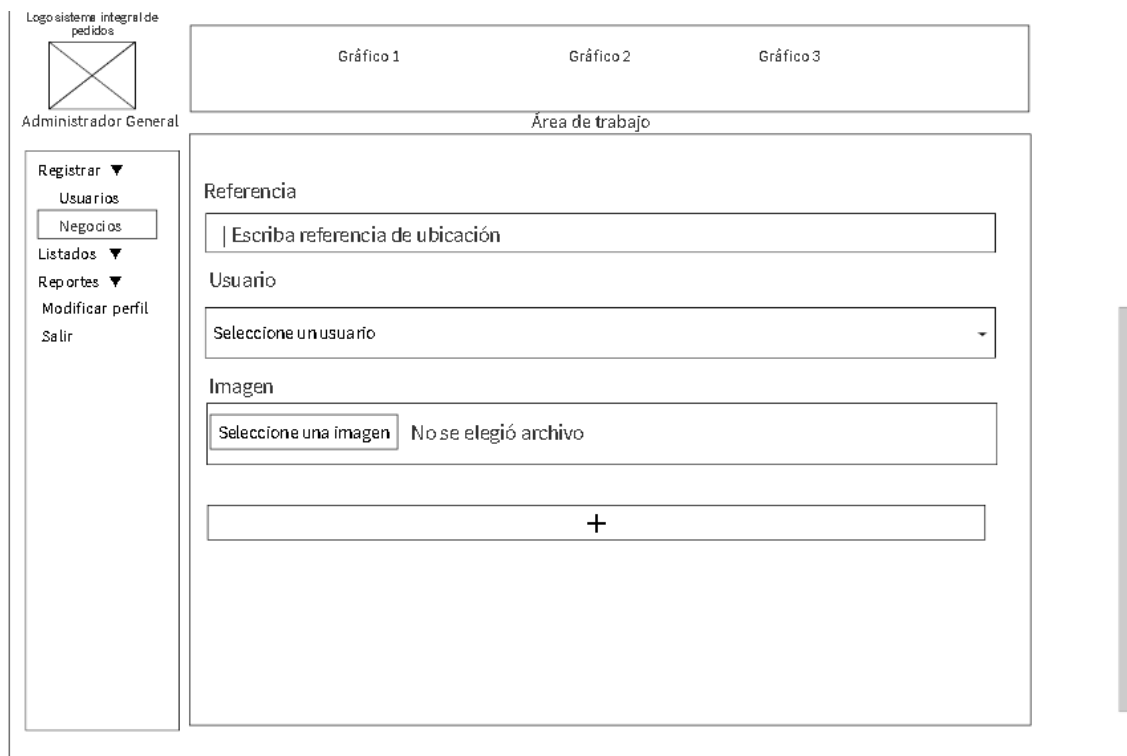 Logo sistema integral de
pedidos
Administrador General
Gráfico 1
Gráfico 2
Gráfico 3
Área de trabajo
Registrar ▼
Usuarios
Negocios
Listados ▼
Reportes ▼
Modificar perfil
Salir
Referencia
| Escriba referencia de ubicación
Usuario
Seleccione un usuario
Imagen
Seleccione una imagen
No se elegió archivo
+